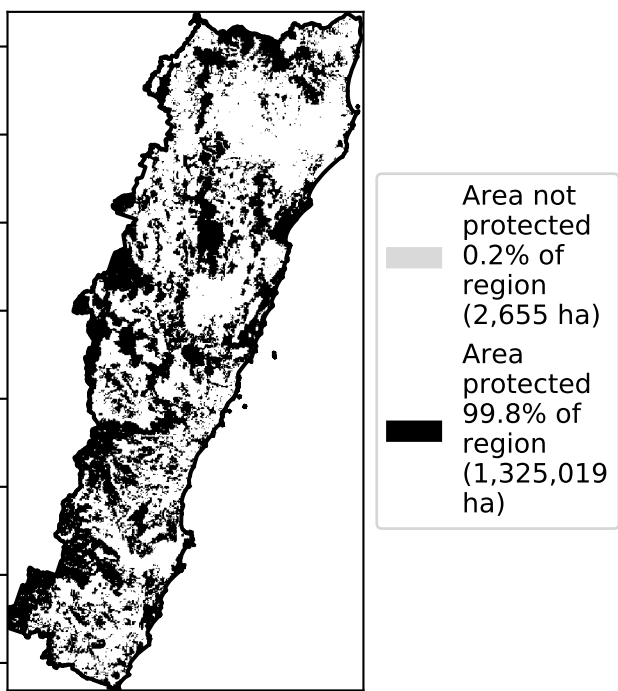 Area not
protected
0.2% of
region
(2,655 ha)
Area
protected
99.8% of
region
(1,325,019
ha)